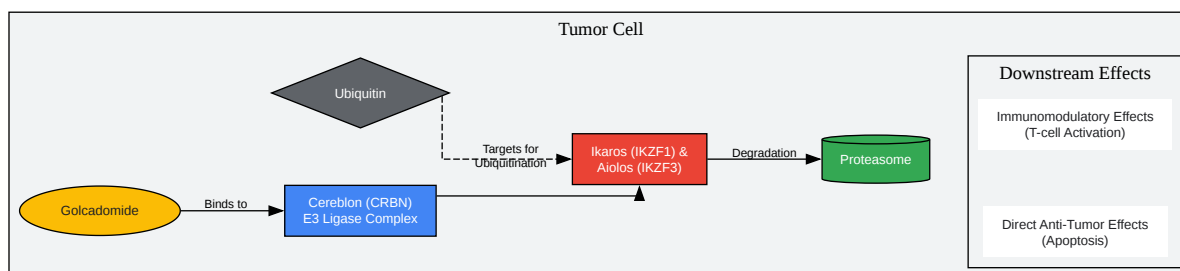 Tumor Cell
Ubiquitin
Targets for
Ubiquitination
Ikaros (IKZF1) &
Aiolos (IKZF3)
Degradation
Proteasome
Golcadomide
Binds to
Cereblon (CRBN)
E3 Ligase Complex
Downstream Effects
Immunomodulatory Effects
(T-cell Activation)
Direct Anti-Tumor Effects
(Apoptosis)